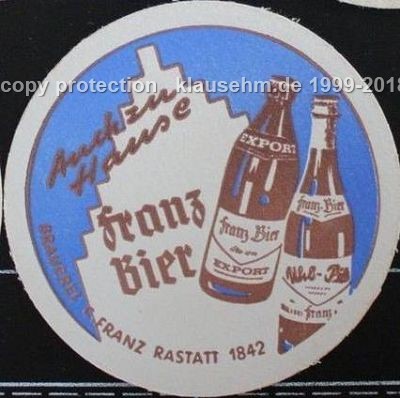 copy protection klausehm.de 1999-2018
Auch zu
Hause
Franz
Bier
BRAUEREI C. FRANZ RASTATT 1842
EXPORT
Franz Bier
EXPORT
Franz-Bier
Franz